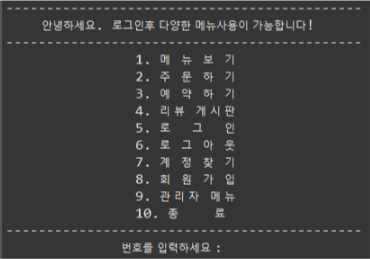 --------------------------------------------------
안녕하세요. 로그인후 다양한 메뉴사용이 가능합니다!
--------------------------------------------------
1. 메 뉴 보 기
2. 주 문 하 기
3. 예 약 하 기
4. 리뷰 게시판
5. 로 그 인
6. 로 그 아 웃
7. 계 정 찾 기
8. 회 원 가 입
9. 관리자 메뉴
10. 종 료
--------------------------------------------------
번호를 입력하세요 :